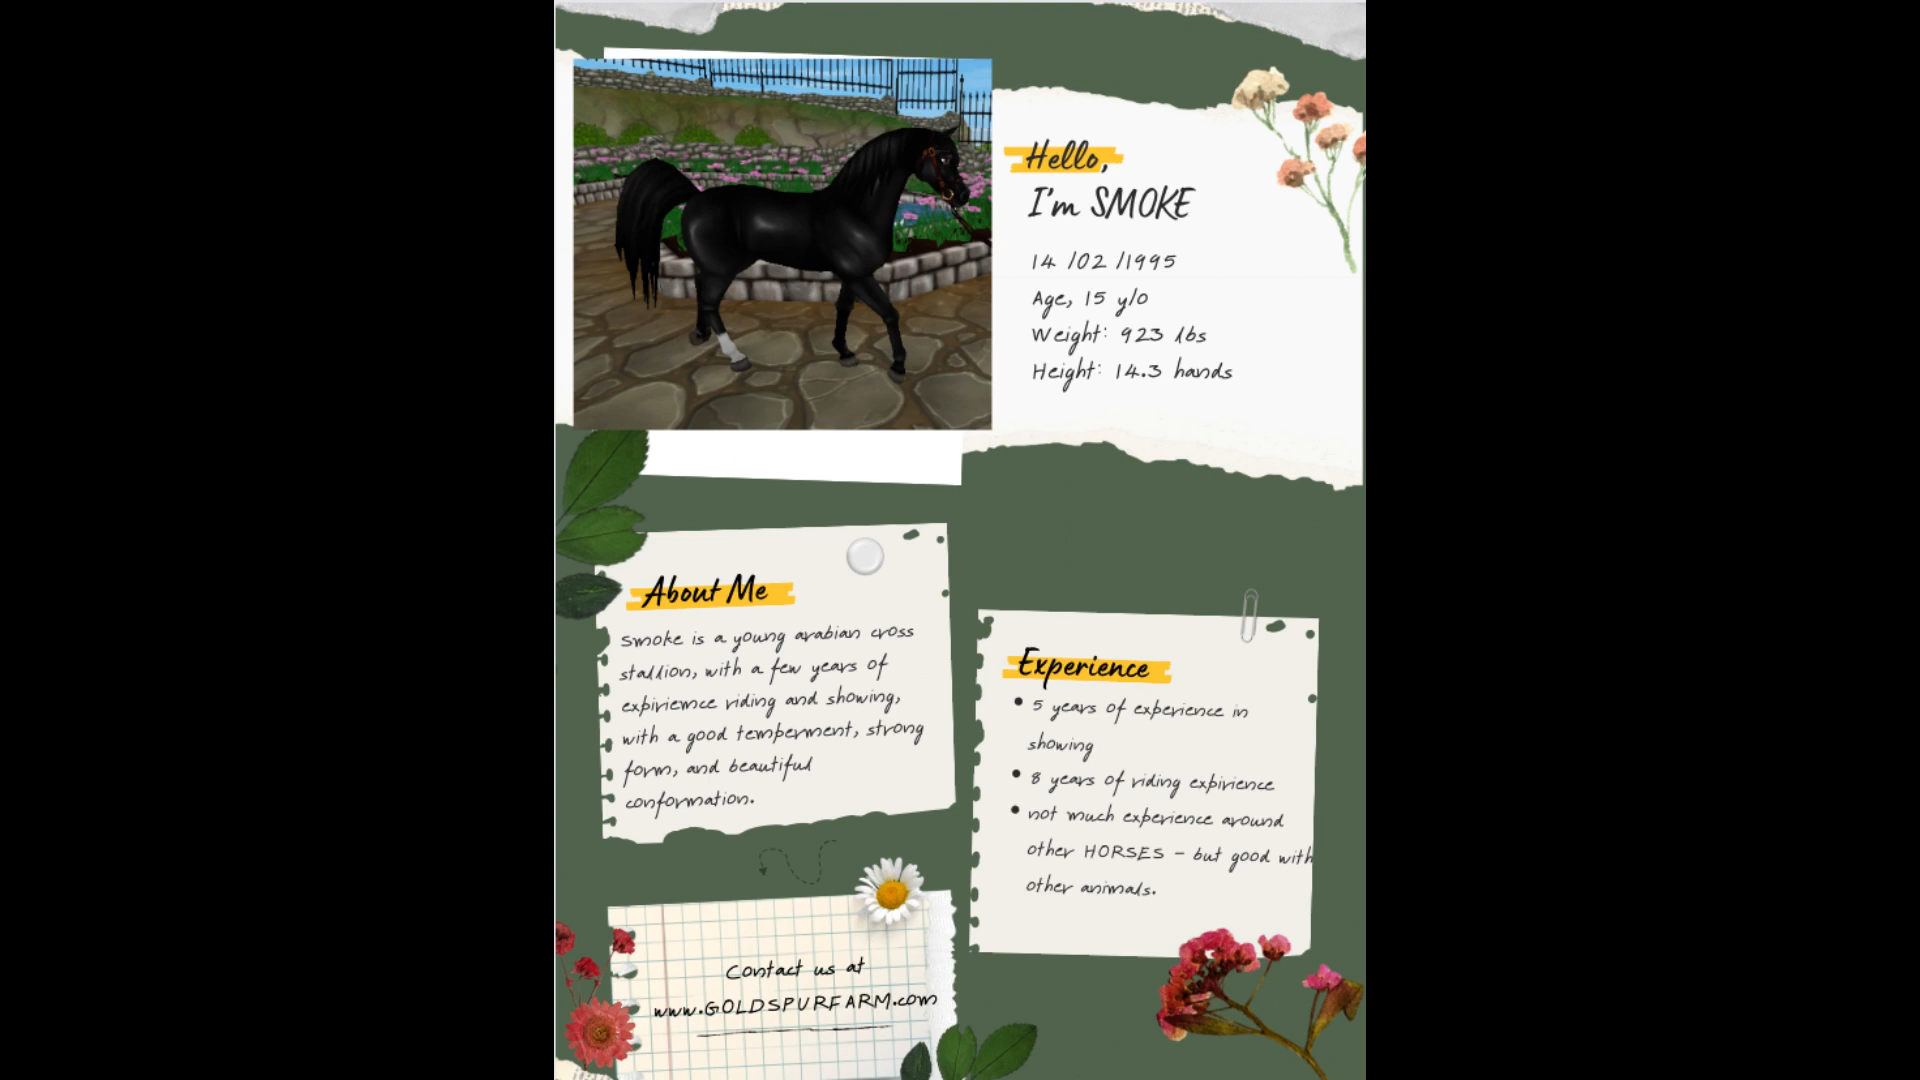 Hello,
I'm SMOKE
14 /02 /1995
Age, 15 y/o
Weight: 923 lbs
Height: 14.3 hands
About Me
Smoke is a young arabian cross
stallion, with a few years of
expiriemce riding and showing,
with a good temperment, strong
form, and beautiful
conformation.
Experience
• 5 years of experience in
showing
• 8 years of riding expirience
• not much experience around
other HORSES - but good with
other animals.
Contact us at
www.GOLDSPURFARM.com